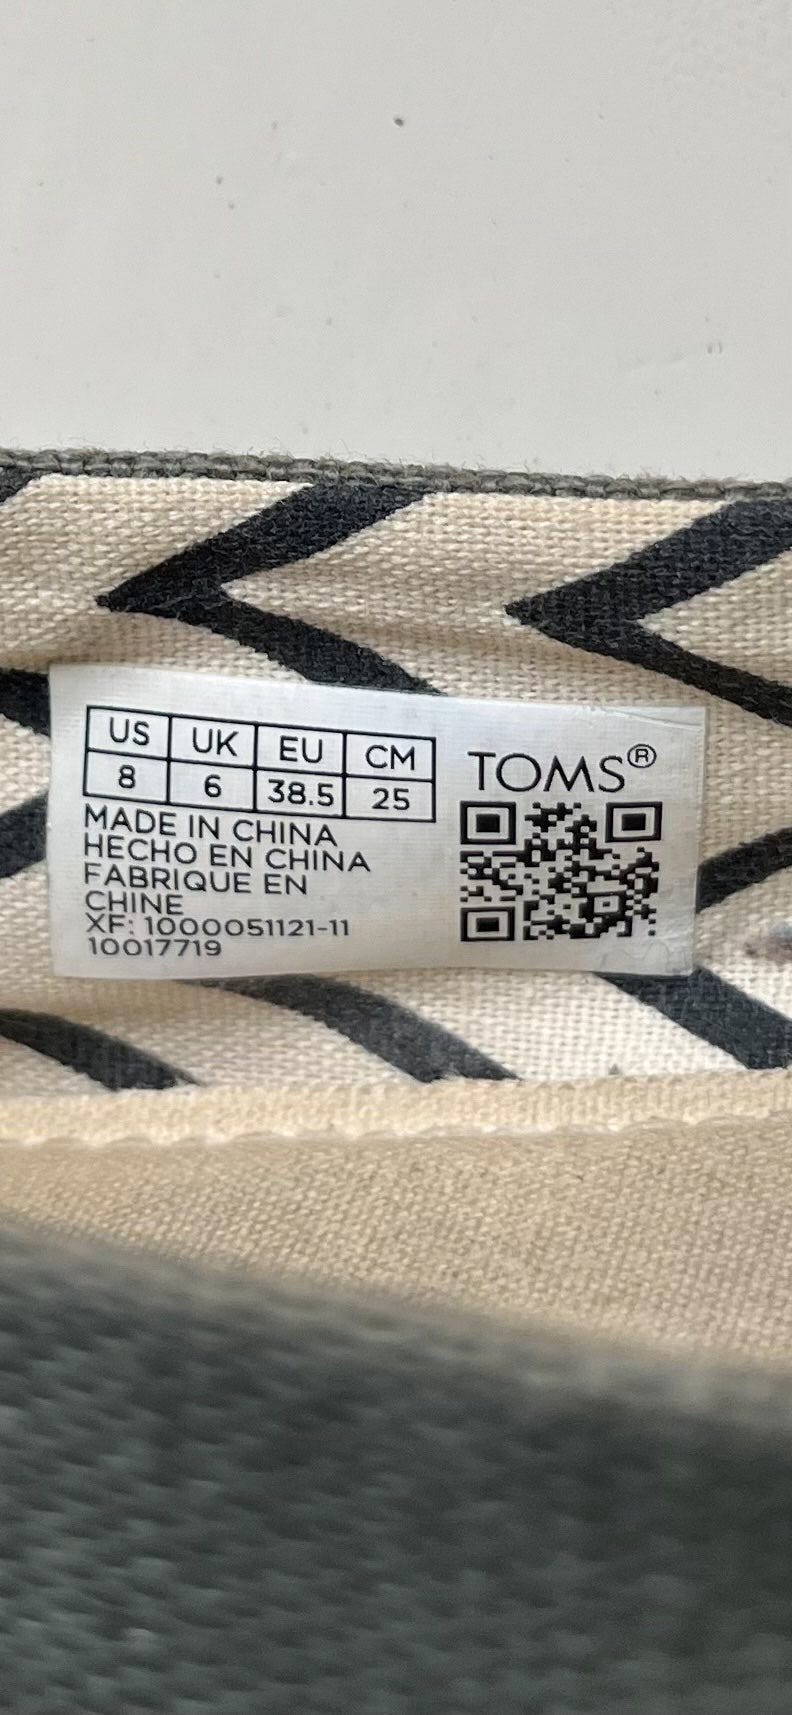 US UK EU CM
8 6 38.5 25
MADE IN CHINA
HECHO EN CHINA
FABRIQUE EN
CHINE
XF: 1000051121-11
10017719
TOMS®